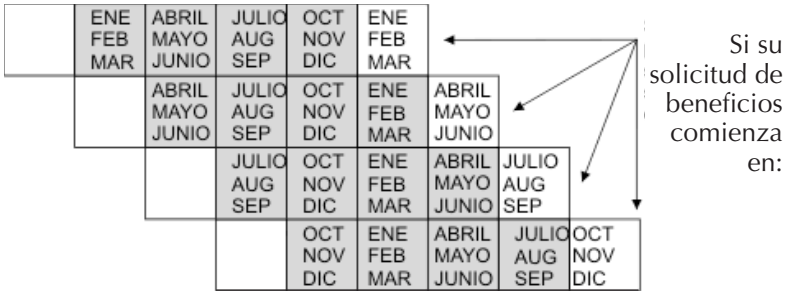 ENE ABRIL JULIO OCT ENE
FEB MAYO AUG NOV FEB
MAR JUNIO SEP DIC MAR
ABRIL JULIO OCT ENE ABRIL
MAYO AUG NOV FEB MAYO
JUNIO SEP DIC MAR JUNIO
JULIO OCT ENE ABRIL JULIO
AUG NOV FEB MAYO AUG
SEP DIC MAR JUNIO SEP
OCT ENE ABRIL JULIO OCT
NOV FEB MAYO AUG NOV
DIC MAR JUNIO SEP DIC
Si su
solicitud de
beneficios
comienza
en: